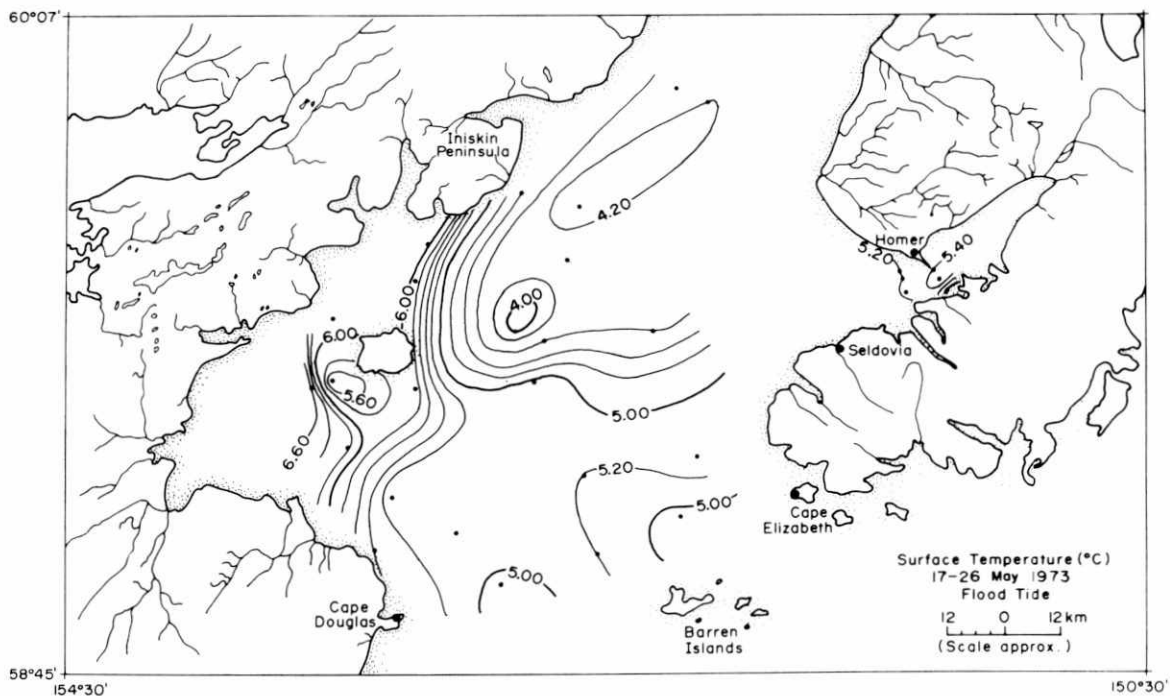 60°07'
Iniskin
Peninsula
4.20
Homer
5.20
5.40
4.00
6.00
6.00
Seldovia
5.60
5.00
6.60
5.20
5.00
Cape
Elizabeth
Surface Temperature (°C)
17-26 May 1973
Flood Tide
5.00
12 0 12 km
(Scale approx.)
Cape
Douglas
Barren
Islands
58°45'
154°30'
150°30'